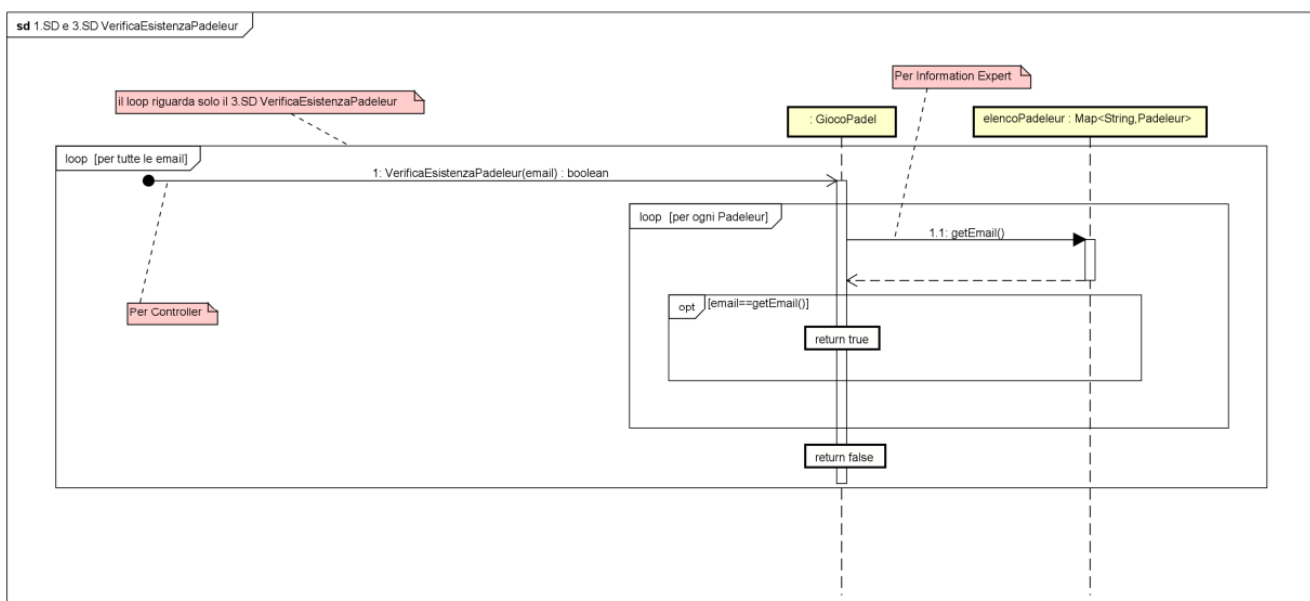 sd 1.SD e 3.SD VerificaEsistenzaPadeleur
Per Information Expert
il loop riguarda solo il 3.SD VerificaEsistenzaPadeleur
: GiocoPadel
elencoPadeleur : Map<String,Padeleur>
loop [per tutte le email]
1: VerificaEsistenzaPadeleur(email) : boolean
loop [per ogni Padeleur]
1.1: getEmail()
Per Controller
opt [email==getEmail()]
return true
return false